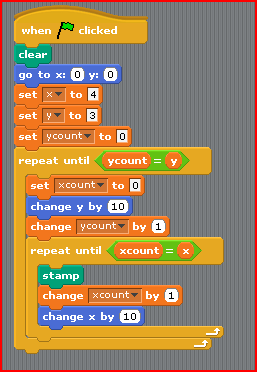 when clicked
clear
go to x: 0 y: 0
set x to 4
set y to 3
set ycount to 0
repeat until ycount = y
set xcount to 0
change y by 10
change ycount by 1
repeat until xcount = x
stamp
change xcount by 1
change x by 10